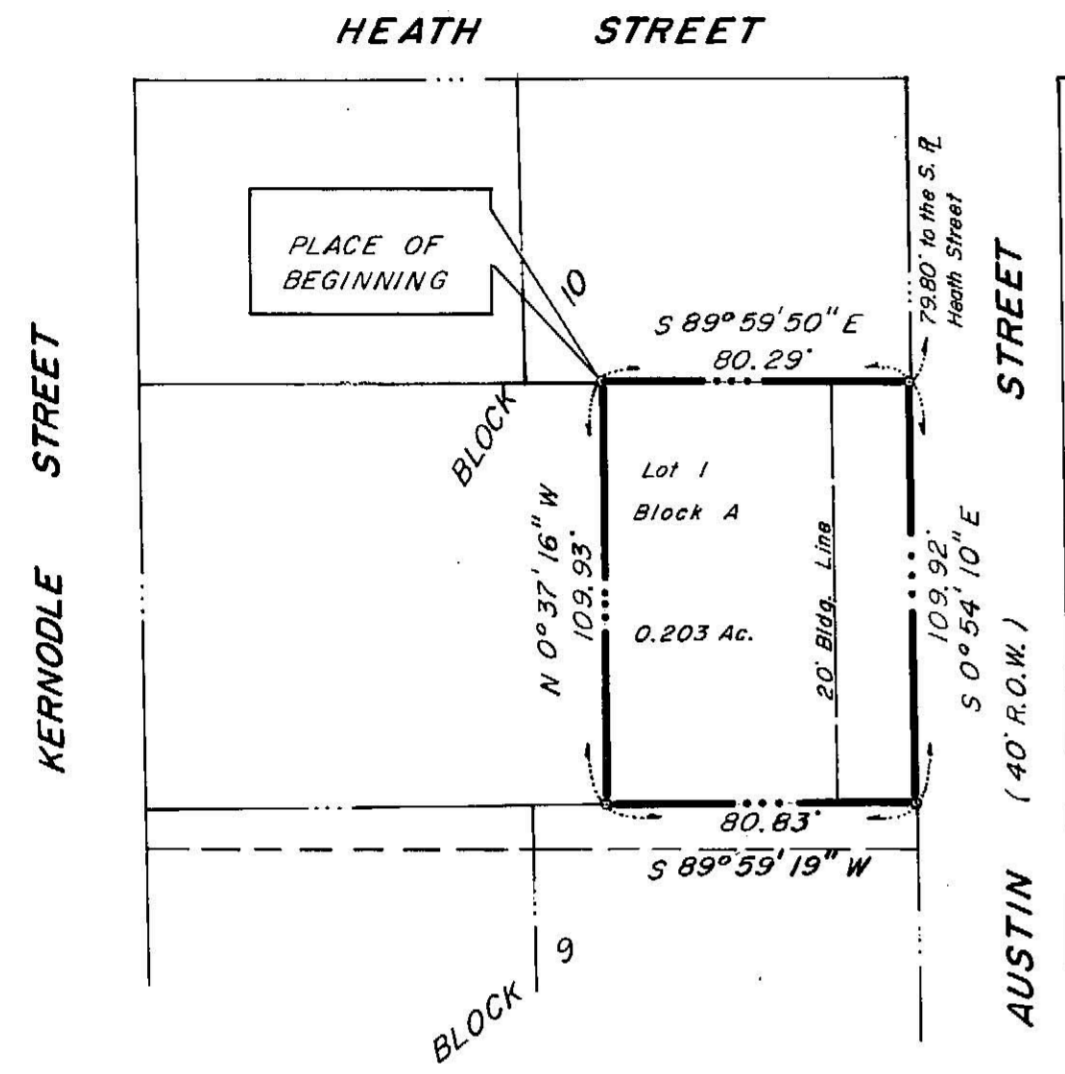 HEATH STREET
PLACE OF
BEGINNING
10
BLOCK
S 89° 59' 50" E
80.29'
79.80' to the S. R.
Heath Street
KERNODLE STREET
N 0° 37' 16" W
109.93'
Lot 1
Block A
0.203 Ac.
20' Bldg. Line
109.92'
S 0° 54' 10" E
AUSTIN (40' R.O.W.) STREET
80.83'
S 89° 59' 19" W
BLOCK 9